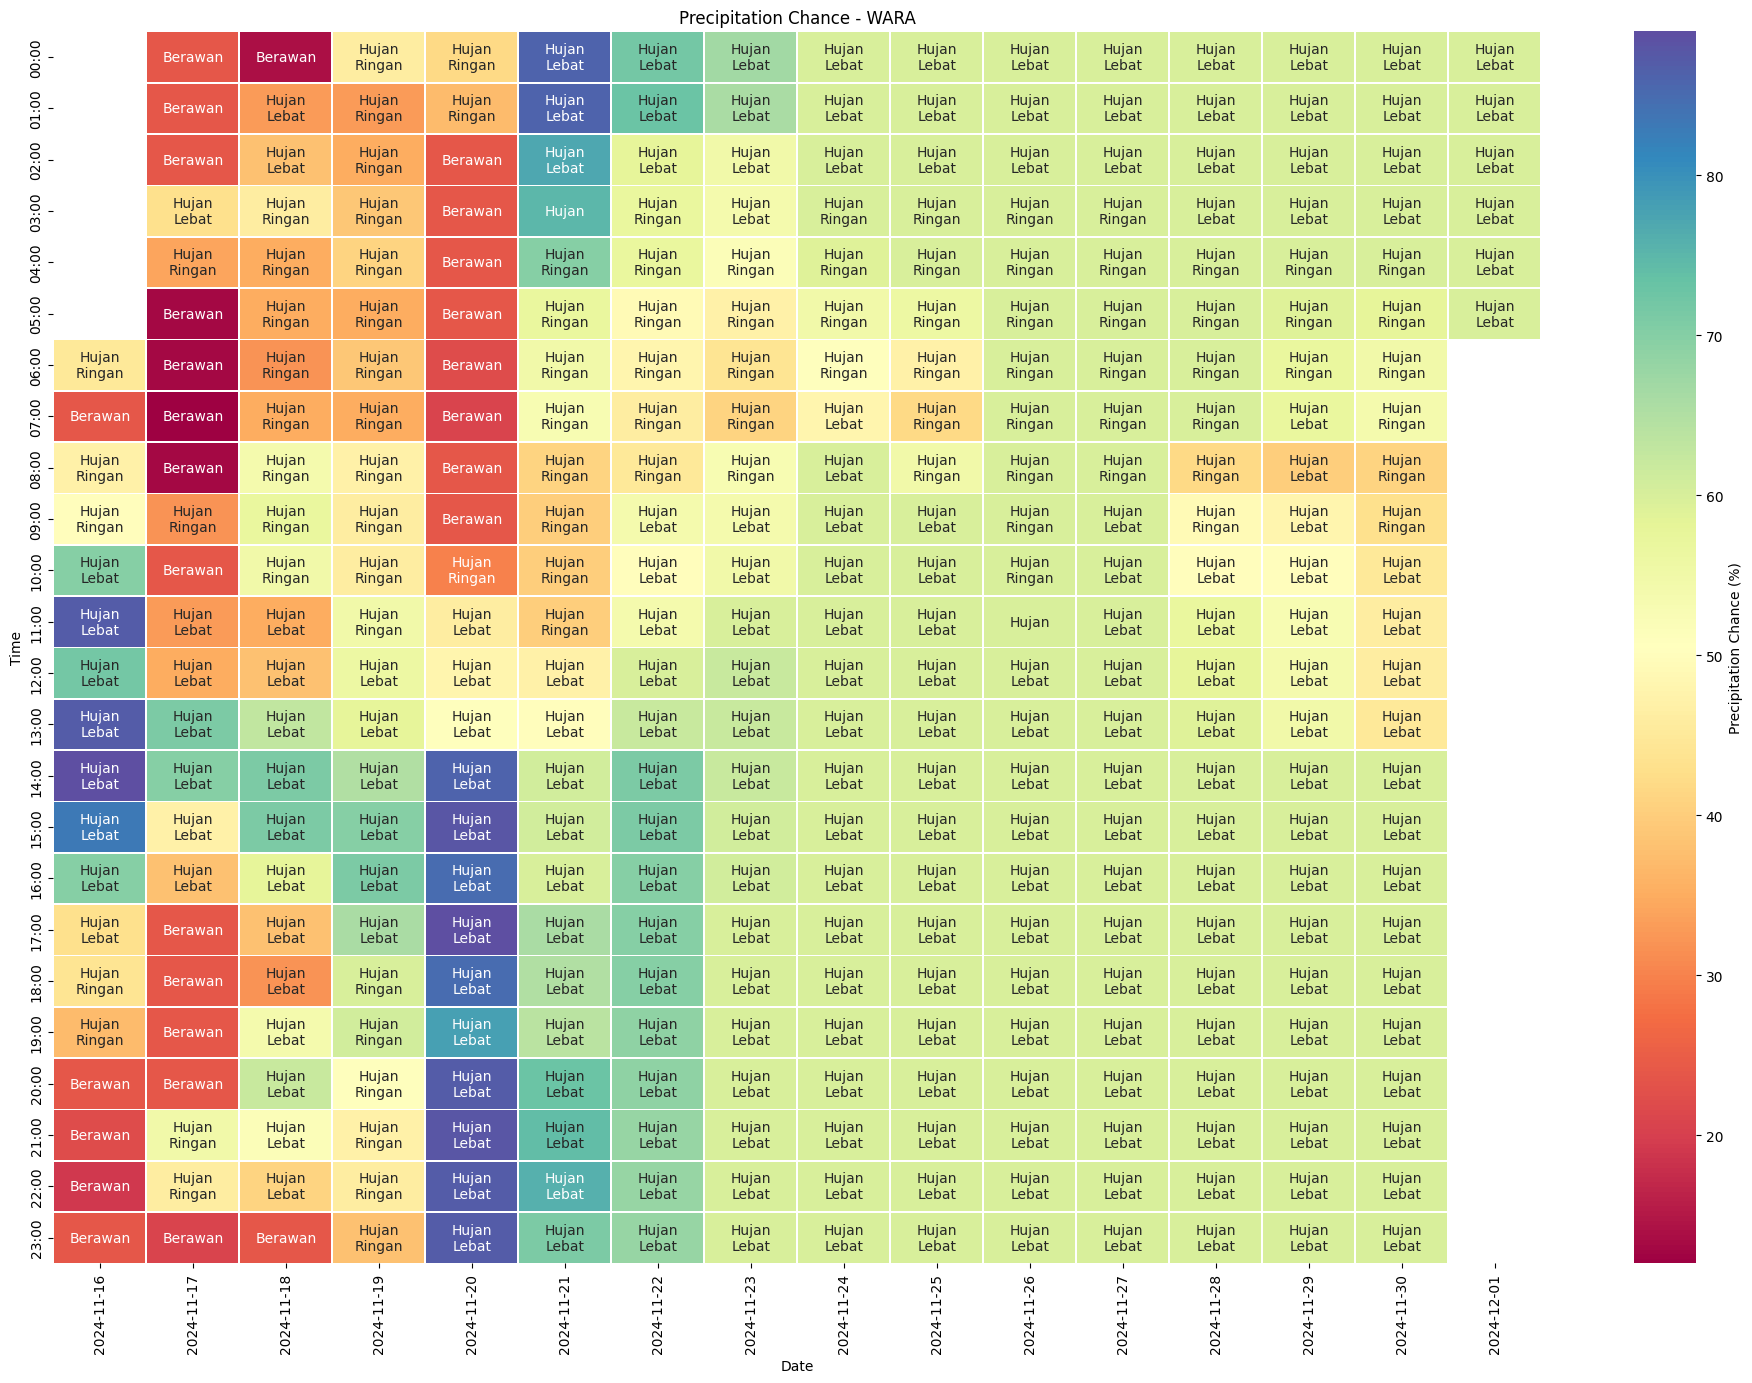 Precipitation Chance - WARA
00:00 Berawan Berawan Hujan Ringan Hujan Ringan Hujan Lebat Hujan Lebat Hujan Lebat Hujan Lebat Hujan Lebat Hujan Lebat Hujan Lebat Hujan Lebat Hujan Lebat Hujan Lebat Hujan Lebat
01:00 Berawan Hujan Lebat Hujan Ringan Hujan Ringan Hujan Lebat Hujan Lebat Hujan Lebat Hujan Lebat Hujan Lebat Hujan Lebat Hujan Lebat Hujan Lebat Hujan Lebat Hujan Lebat Hujan Lebat
02:00 Berawan Hujan Lebat Hujan Ringan Berawan Hujan Lebat Hujan Lebat Hujan Lebat Hujan Lebat Hujan Lebat Hujan Lebat Hujan Lebat Hujan Lebat Hujan Lebat Hujan Lebat Hujan Lebat
03:00 Hujan Lebat Hujan Ringan Hujan Ringan Berawan Hujan Hujan Ringan Hujan Lebat Hujan Ringan Hujan Ringan Hujan Ringan Hujan Ringan Hujan Lebat Hujan Lebat Hujan Lebat Hujan Lebat
04:00 Hujan Ringan Hujan Ringan Hujan Ringan Berawan Hujan Ringan Hujan Ringan Hujan Ringan Hujan Ringan Hujan Ringan Hujan Ringan Hujan Ringan Hujan Ringan Hujan Ringan Hujan Ringan Hujan Lebat
05:00 Berawan Hujan Ringan Hujan Ringan Berawan Hujan Ringan Hujan Ringan Hujan Ringan Hujan Ringan Hujan Ringan Hujan Ringan Hujan Ringan Hujan Ringan Hujan Ringan Hujan Ringan Hujan Lebat
06:00 Hujan Ringan Berawan Hujan Ringan Hujan Ringan Berawan Hujan Ringan Hujan Ringan Hujan Ringan Hujan Ringan Hujan Ringan Hujan Ringan Hujan Ringan Hujan Ringan Hujan Ringan Hujan Ringan
07:00 Berawan Berawan Hujan Ringan Hujan Ringan Berawan Hujan Ringan Hujan Ringan Hujan Ringan Hujan Lebat Hujan Ringan Hujan Ringan Hujan Ringan Hujan Ringan Hujan Lebat Hujan Ringan
08:00 Hujan Ringan Berawan Hujan Ringan Hujan Ringan Berawan Hujan Ringan Hujan Ringan Hujan Ringan Hujan Lebat Hujan Ringan Hujan Ringan Hujan Ringan Hujan Ringan Hujan Lebat Hujan Ringan
09:00 Hujan Ringan Hujan Ringan Hujan Ringan Hujan Ringan Berawan Hujan Ringan Hujan Lebat Hujan Lebat Hujan Lebat Hujan Lebat Hujan Ringan Hujan Lebat Hujan Ringan Hujan Lebat Hujan Ringan
10:00 Hujan Lebat Berawan Hujan Ringan Hujan Ringan Hujan Ringan Hujan Ringan Hujan Lebat Hujan Lebat Hujan Lebat Hujan Lebat Hujan Ringan Hujan Lebat Hujan Lebat Hujan Lebat Hujan Lebat
11:00 Hujan Lebat Hujan Lebat Hujan Lebat Hujan Ringan Hujan Lebat Hujan Ringan Hujan Lebat Hujan Lebat Hujan Lebat Hujan Lebat Hujan Hujan Lebat Hujan Lebat Hujan Lebat Hujan Lebat
12:00 Hujan Lebat Hujan Lebat Hujan Lebat Hujan Lebat Hujan Lebat Hujan Lebat Hujan Lebat Hujan Lebat Hujan Lebat Hujan Lebat Hujan Lebat Hujan Lebat Hujan Lebat Hujan Lebat Hujan Lebat
13:00 Hujan Lebat Hujan Lebat Hujan Lebat Hujan Lebat Hujan Lebat Hujan Lebat Hujan Lebat Hujan Lebat Hujan Lebat Hujan Lebat Hujan Lebat Hujan Lebat Hujan Lebat Hujan Lebat Hujan Lebat
14:00 Hujan Lebat Hujan Lebat Hujan Lebat Hujan Lebat Hujan Lebat Hujan Lebat Hujan Lebat Hujan Lebat Hujan Lebat Hujan Lebat Hujan Lebat Hujan Lebat Hujan Lebat Hujan Lebat Hujan Lebat
15:00 Hujan Lebat Hujan Lebat Hujan Lebat Hujan Lebat Hujan Lebat Hujan Lebat Hujan Lebat Hujan Lebat Hujan Lebat Hujan Lebat Hujan Lebat Hujan Lebat Hujan Lebat Hujan Lebat Hujan Lebat
16:00 Hujan Lebat Hujan Lebat Hujan Lebat Hujan Lebat Hujan Lebat Hujan Lebat Hujan Lebat Hujan Lebat Hujan Lebat Hujan Lebat Hujan Lebat Hujan Lebat Hujan Lebat Hujan Lebat Hujan Lebat
17:00 Hujan Lebat Berawan Hujan Lebat Hujan Lebat Hujan Lebat Hujan Lebat Hujan Lebat Hujan Lebat Hujan Lebat Hujan Lebat Hujan Lebat Hujan Lebat Hujan Lebat Hujan Lebat Hujan Lebat
18:00 Hujan Ringan Berawan Hujan Lebat Hujan Ringan Hujan Lebat Hujan Lebat Hujan Lebat Hujan Lebat Hujan Lebat Hujan Lebat Hujan Lebat Hujan Lebat Hujan Lebat Hujan Lebat Hujan Lebat
19:00 Hujan Ringan Berawan Hujan Lebat Hujan Ringan Hujan Lebat Hujan Lebat Hujan Lebat Hujan Lebat Hujan Lebat Hujan Lebat Hujan Lebat Hujan Lebat Hujan Lebat Hujan Lebat Hujan Lebat
20:00 Berawan Berawan Hujan Lebat Hujan Ringan Hujan Lebat Hujan Lebat Hujan Lebat Hujan Lebat Hujan Lebat Hujan Lebat Hujan Lebat Hujan Lebat Hujan Lebat Hujan Lebat Hujan Lebat
21:00 Berawan Hujan Ringan Hujan Lebat Hujan Ringan Hujan Lebat Hujan Lebat Hujan Lebat Hujan Lebat Hujan Lebat Hujan Lebat Hujan Lebat Hujan Lebat Hujan Lebat Hujan Lebat Hujan Lebat
22:00 Berawan Hujan Ringan Hujan Lebat Hujan Ringan Hujan Lebat Hujan Lebat Hujan Lebat Hujan Lebat Hujan Lebat Hujan Lebat Hujan Lebat Hujan Lebat Hujan Lebat Hujan Lebat Hujan Lebat
23:00 Berawan Berawan Berawan Hujan Ringan Hujan Lebat Hujan Lebat Hujan Lebat Hujan Lebat Hujan Lebat Hujan Lebat Hujan Lebat Hujan Lebat Hujan Lebat Hujan Lebat Hujan Lebat
Time
2024-11-16 2024-11-17 2024-11-18 2024-11-19 2024-11-20 2024-11-21 2024-11-22 2024-11-23 2024-11-24 2024-11-25 2024-11-26 2024-11-27 2024-11-28 2024-11-29 2024-11-30 2024-12-01
Date
80
70
60
50
40
30
20
Precipitation Chance (%)